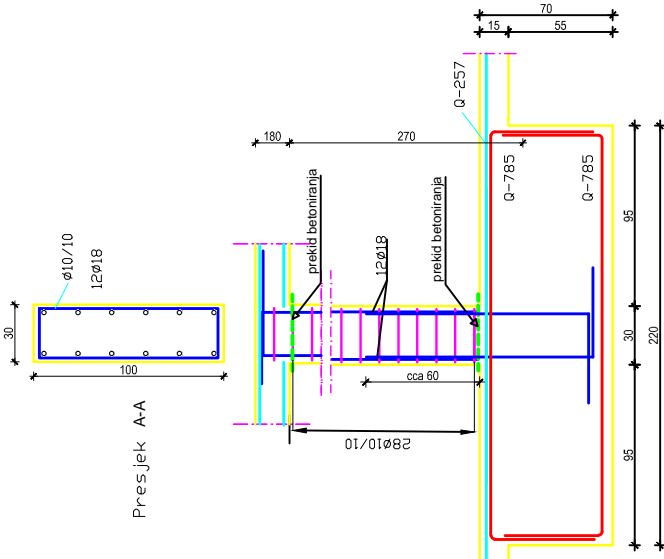 70
15
55
Q-257
180
270
prekid betoniranja
prekid betoniranja
Q-785
Q-785
ø10/10
12ø18
12ø18
30
100
Presjek A-A
cca 60
28ø10/10
95
30
95
220